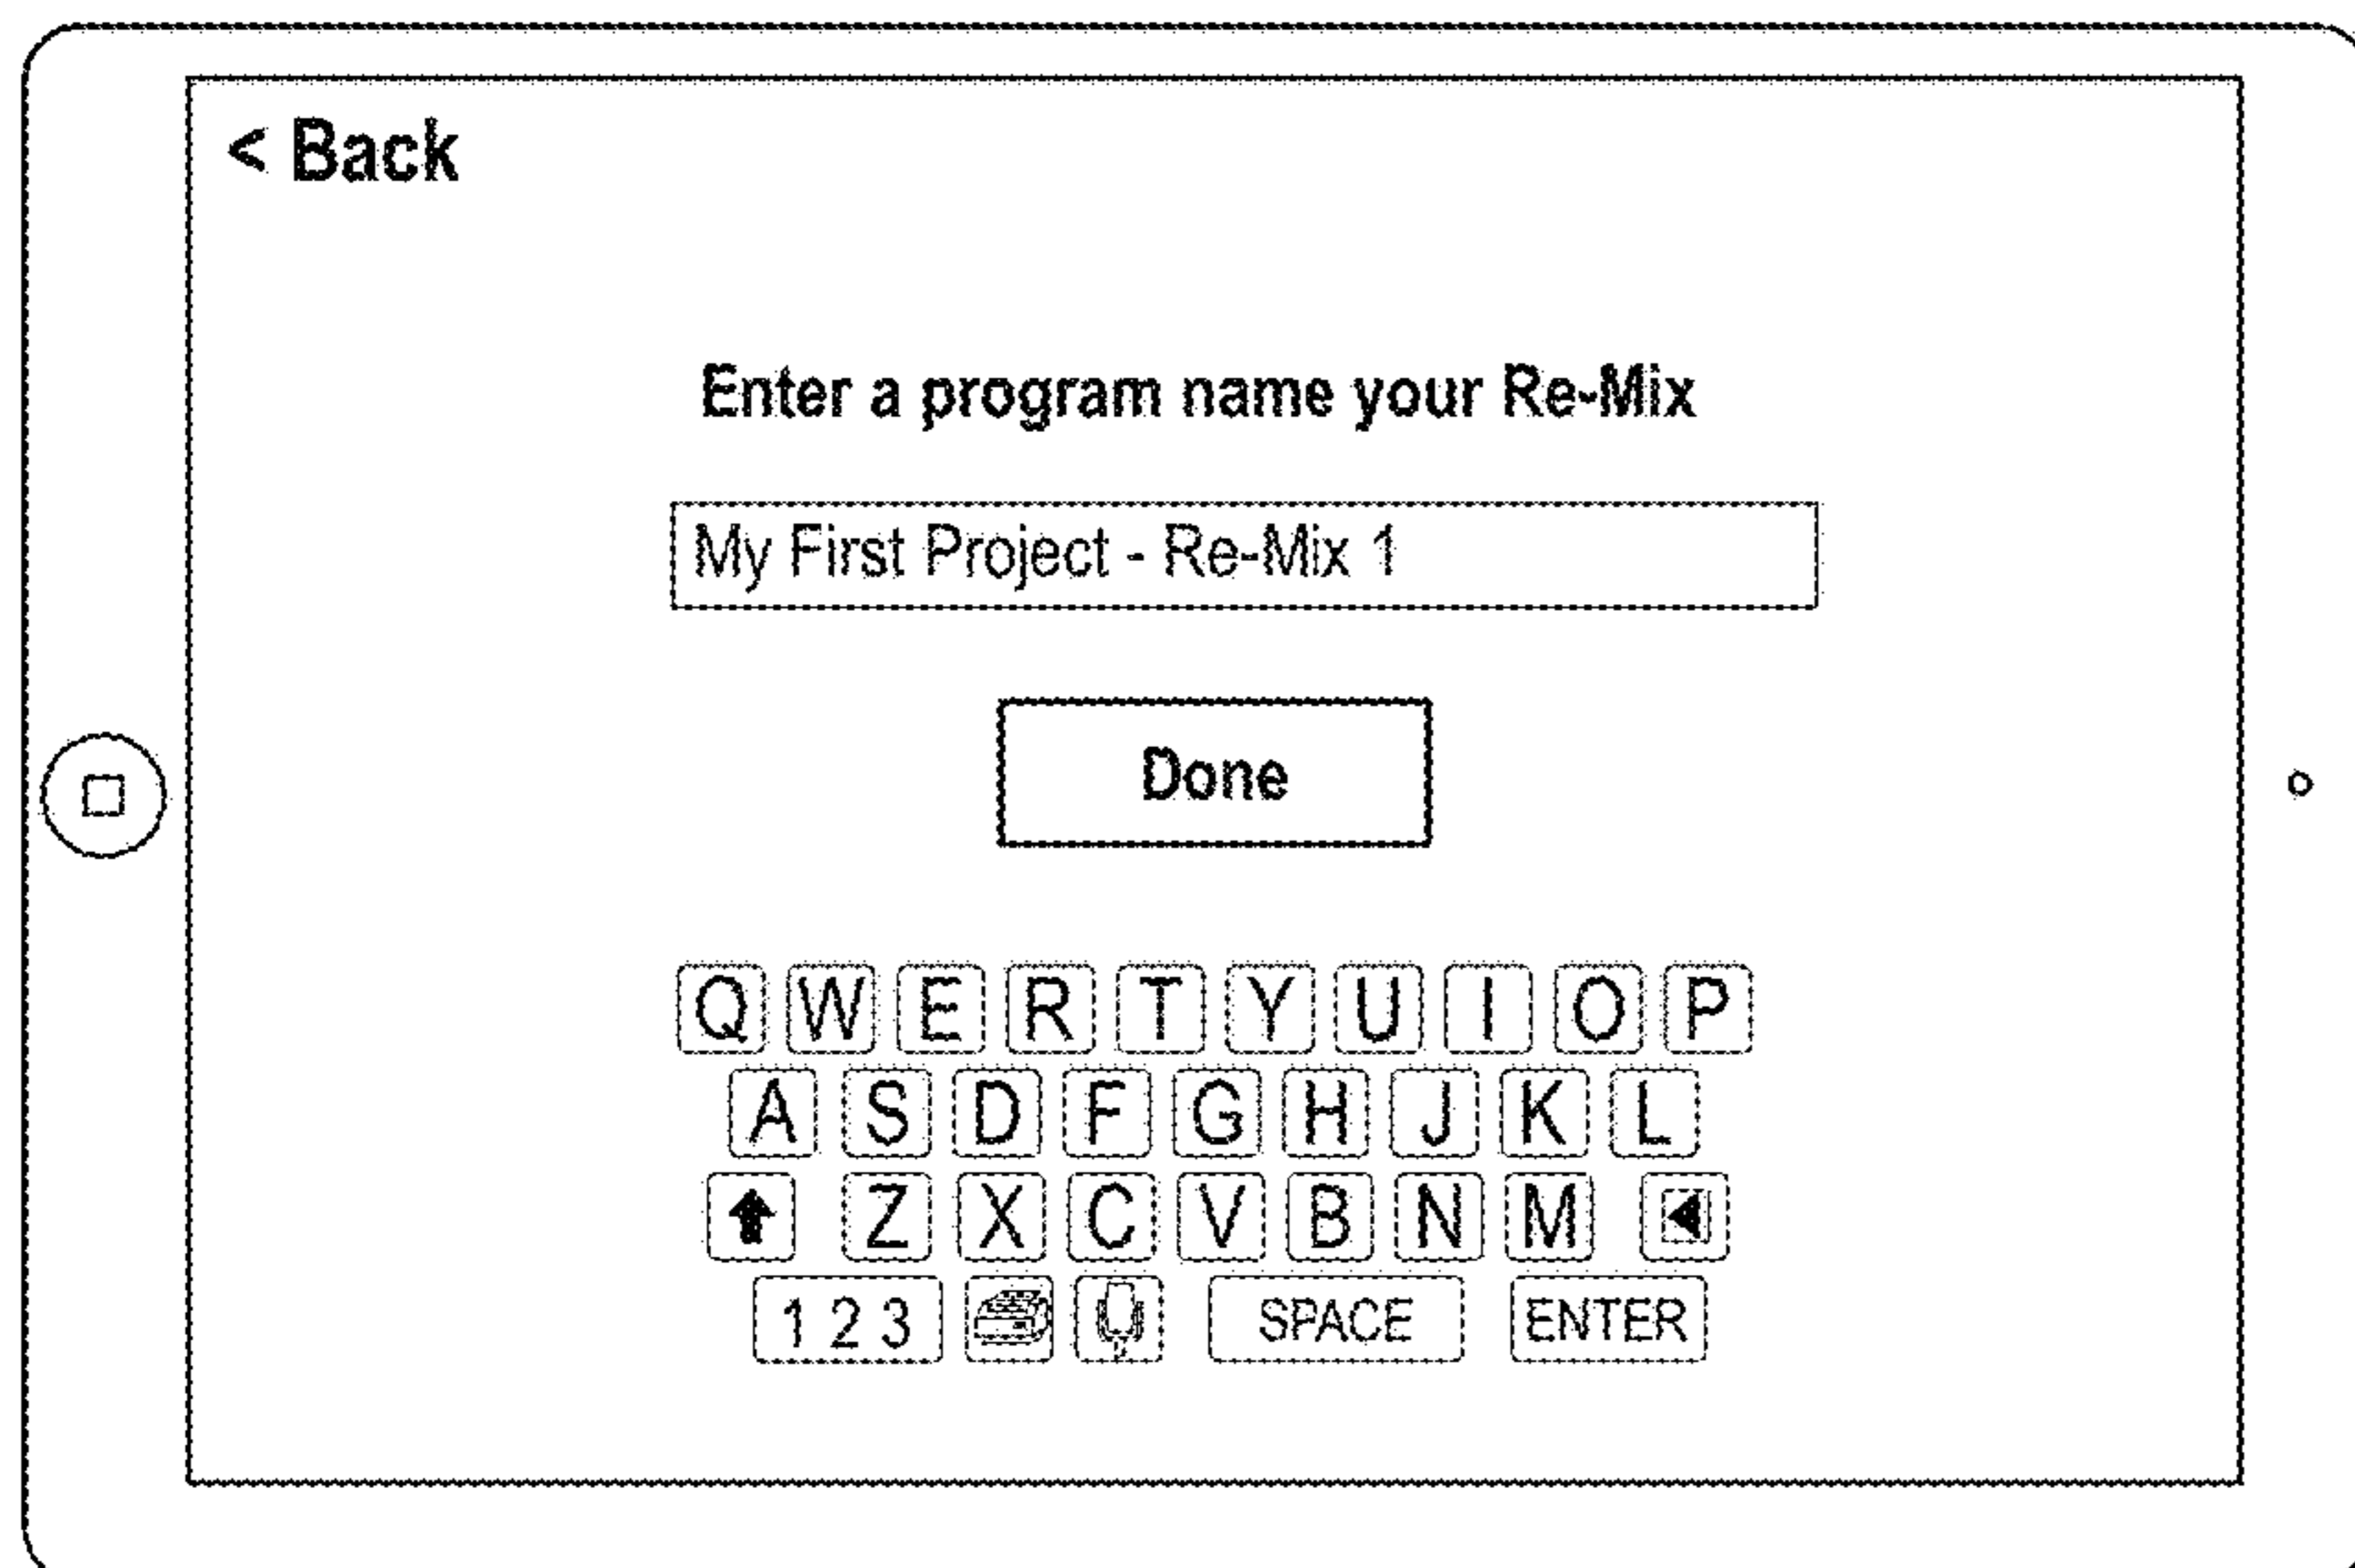 < Back
Enter a program name your Re-Mix
My First Project - Re-Mix 1
Done
Q W E R T Y U I O P
A S D F G H J K L
Z X C V B N M
1 2 3 SPACE ENTER